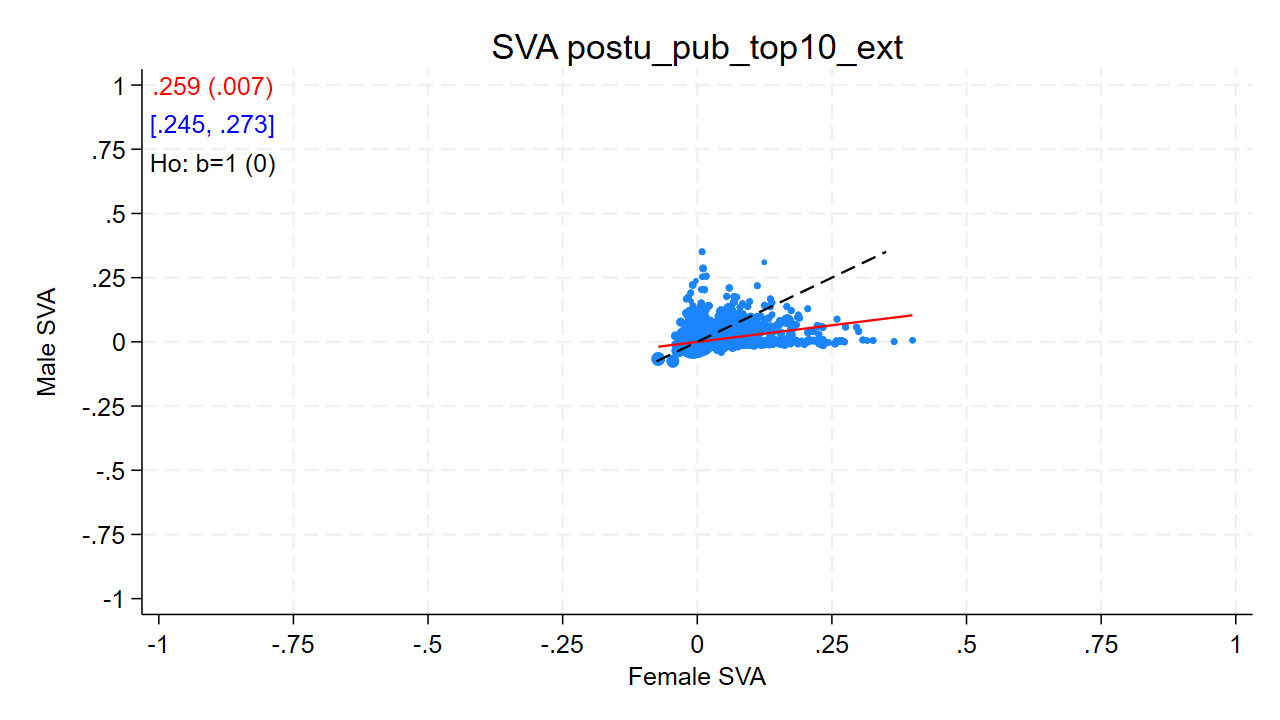 SVA postu_pub_top10_ext
.259 (.007)
[.245, .273]
Ho: b=1 (0)
1
.75
.5
.25
0
-.25
-.5
-.75
-1
Male SVA
-1 -.75 -.5 -.25 0 .25 .5 .75 1
Female SVA